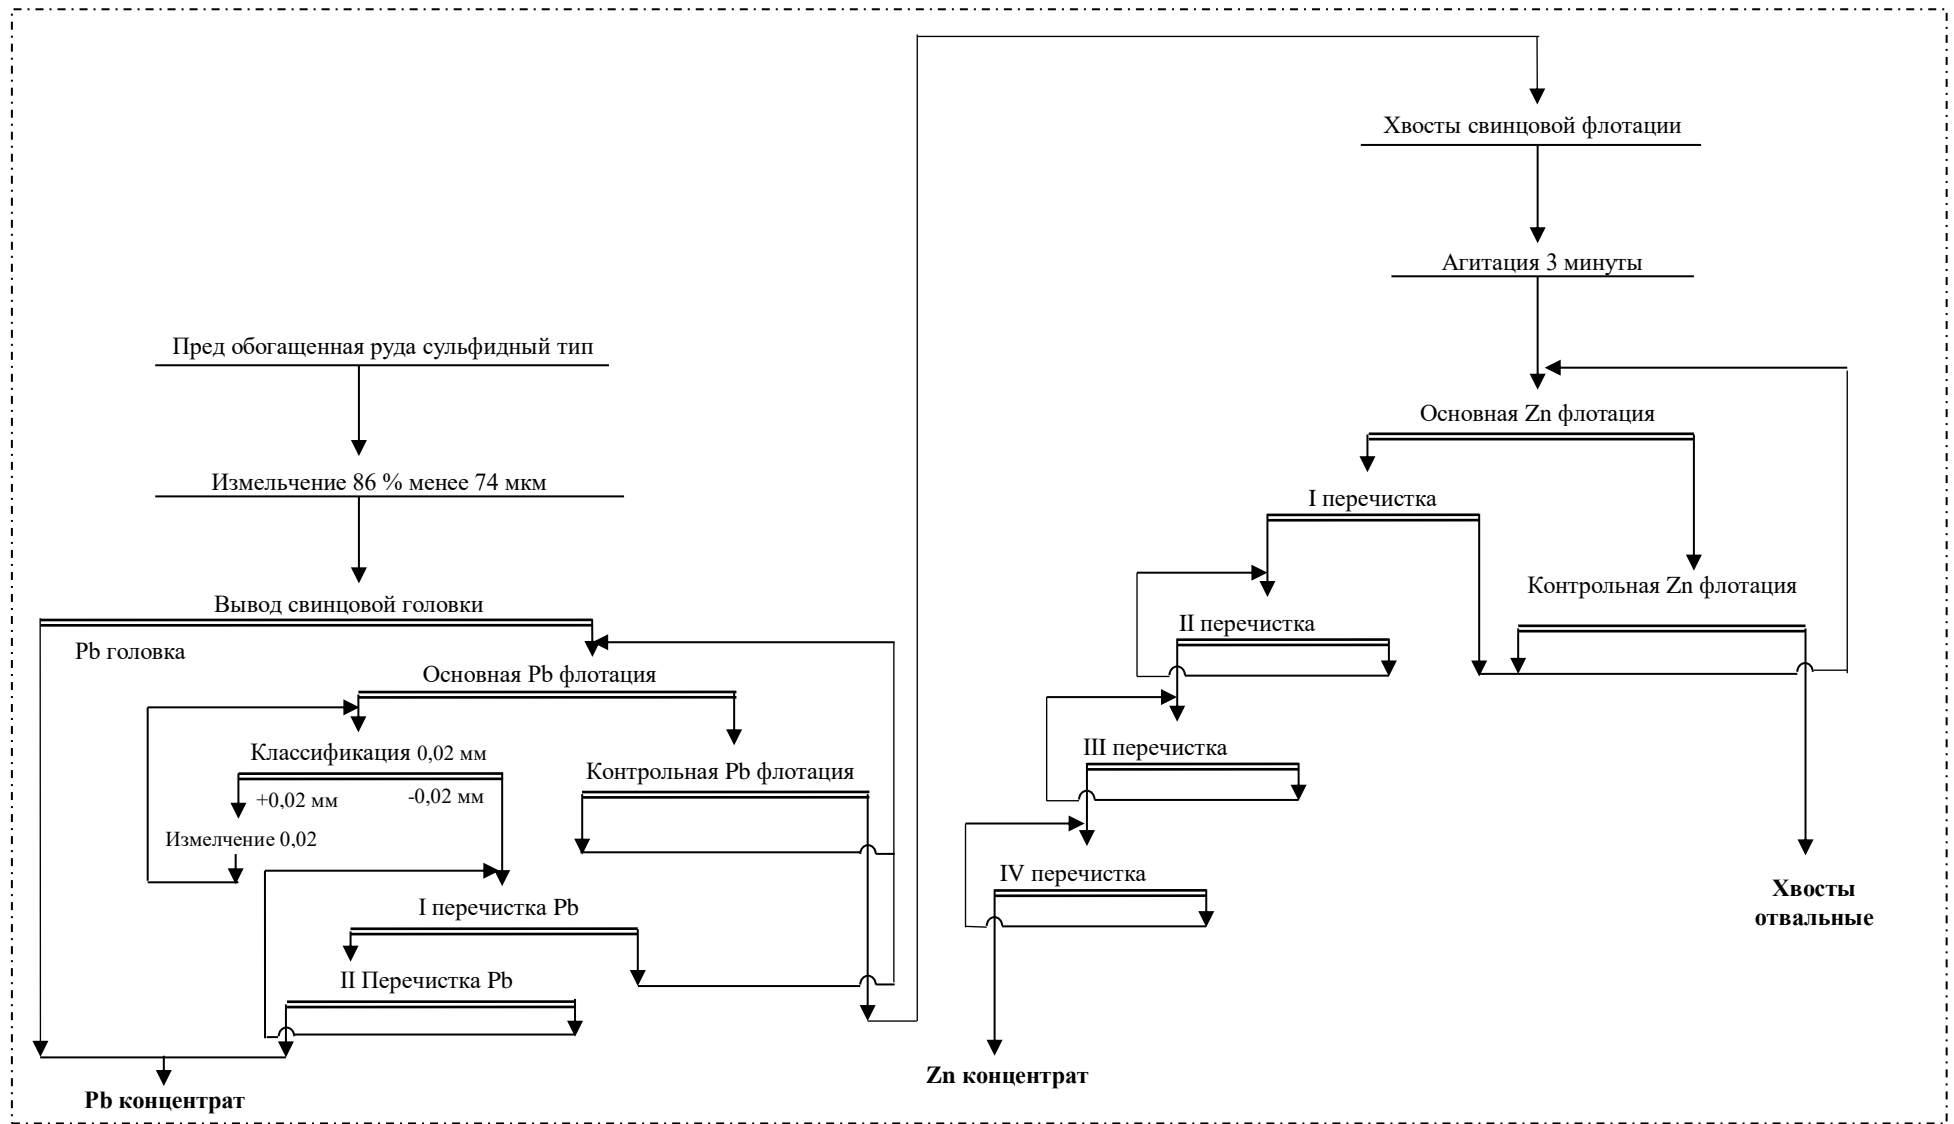 Пред обогащенная руда сульфидный тип
Измельчение 86 % менее 74 мкм
Вывод свинцовой головки
Pb головка
Основная Pb флотация
Классификация 0,02 мм
+0,02 мм
-0,02 мм
Измелчение 0,02
Контрольная Pb флотация
I перечистка Pb
II Перечистка Pb
Pb концентрат
Хвосты свинцовой флотации
Агитация 3 минуты
Основная Zn флотация
I перечистка
Контрольная Zn флотация
II перечистка
III перечистка
IV перечистка
Zn концентрат
Хвосты
отвальные